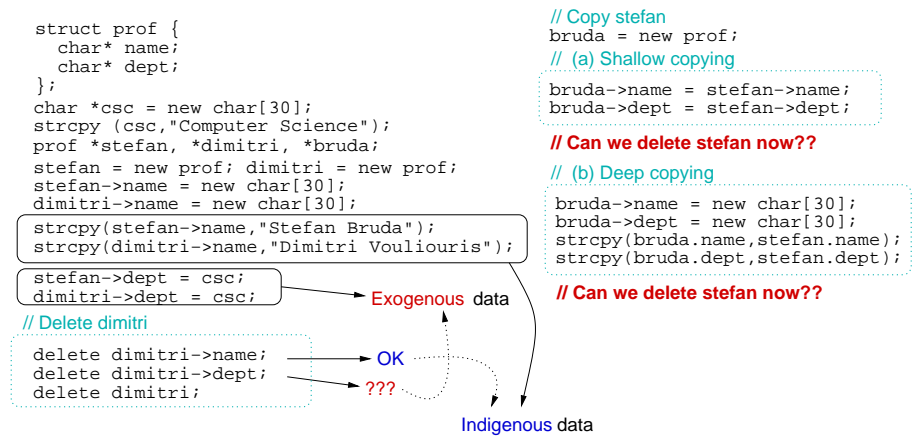 struct prof {
char* name;
char* dept;
};
char *csc = new char[30];
strcpy (csc,"Computer Science");
prof *stefan, *dimitri, *bruda;
stefan = new prof; dimitri = new prof;
stefan->name = new char[30];
dimitri->name = new char[30];
strcpy(stefan->name,"Stefan Bruda");
strcpy(dimitri->name,"Dimitri Vouliouris");
stefan->dept = csc;
dimitri->dept = csc;
Exogenous data
// Delete dimitri
delete dimitri->name;
delete dimitri->dept;
delete dimitri;
OK
???
Indigenous data
// Copy stefan
bruda = new prof;
// (a) Shallow copying
bruda->name = stefan->name;
bruda->dept = stefan->dept;
// Can we delete stefan now??
// (b) Deep copying
bruda->name = new char[30];
bruda->dept = new char[30];
strcpy(bruda.name,stefan.name);
strcpy(bruda.dept,stefan.dept);
// Can we delete stefan now??